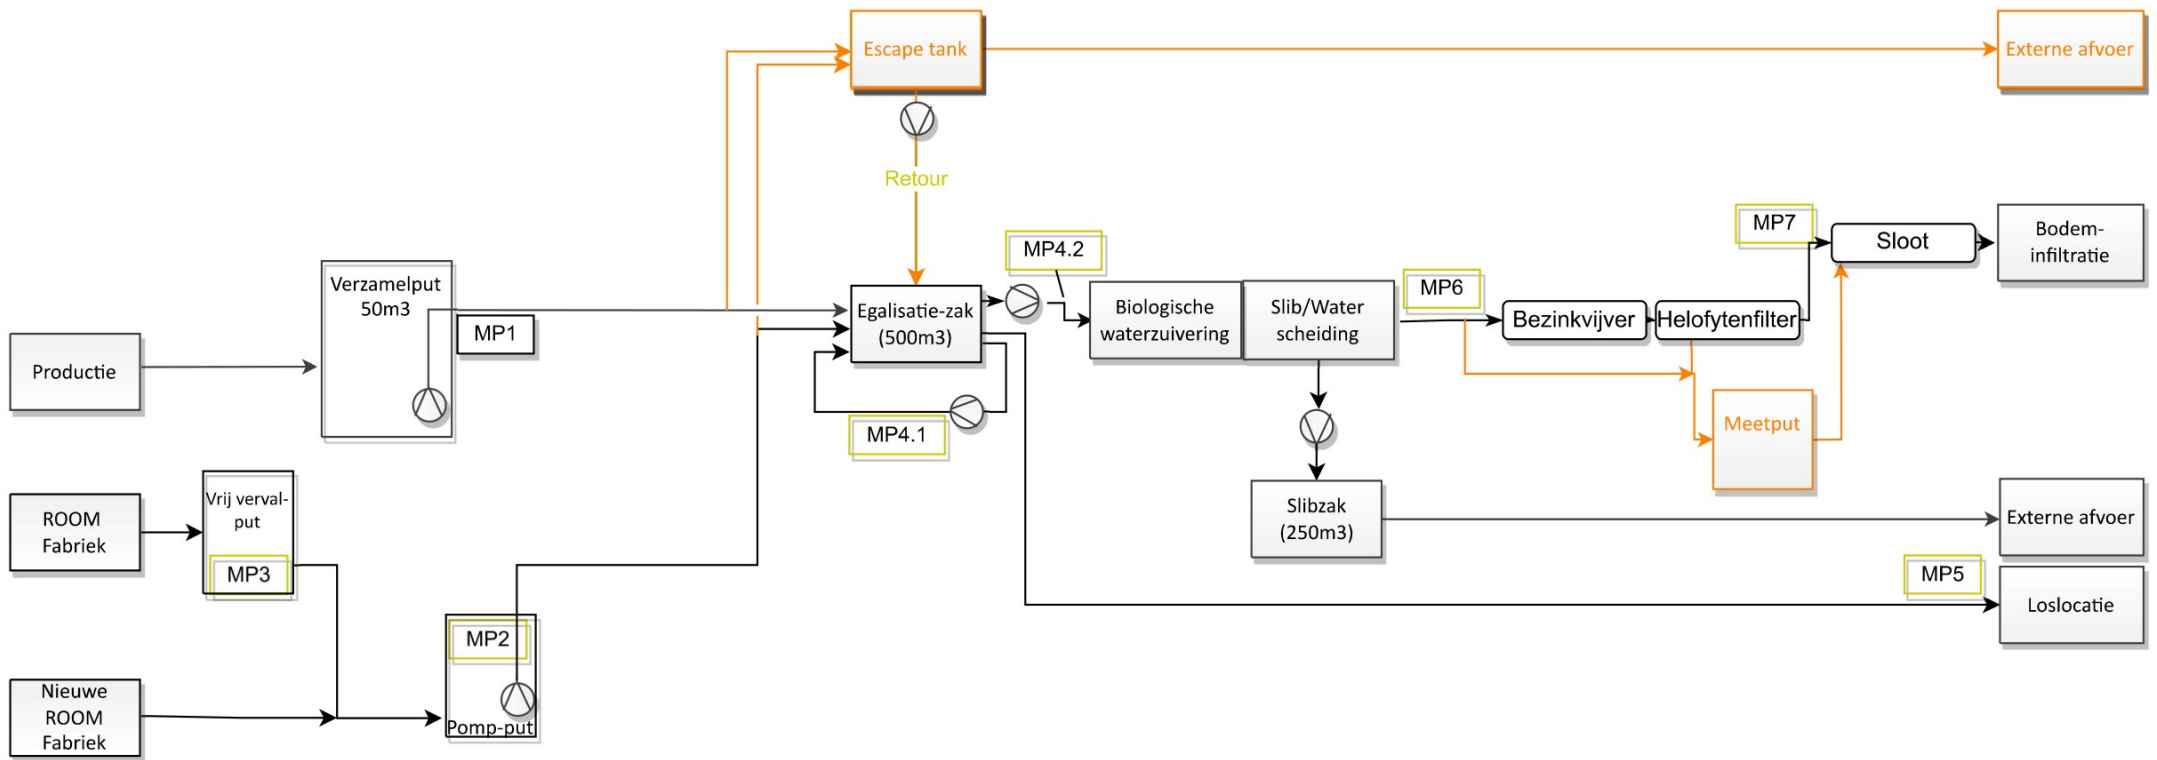 Escape tank
Externe afvoer
Retour
MP4.2
MP7
Sloot
Bodem-
infiltratie
Verzamelput
50m3
MP1
Egalisatie-zak
(500m3)
Biologische
waterzuivering
Slib/Water
scheiding
MP6
Bezinkvijver
Helofytenfilter
Productie
MP4.1
Meetput
Vrij verval-
put
MP3
ROOM
Fabriek
Slibzak
(250m3)
Externe afvoer
MP5
Loslocatie
MP2
Pomp-put
Nieuwe
ROOM
Fabriek